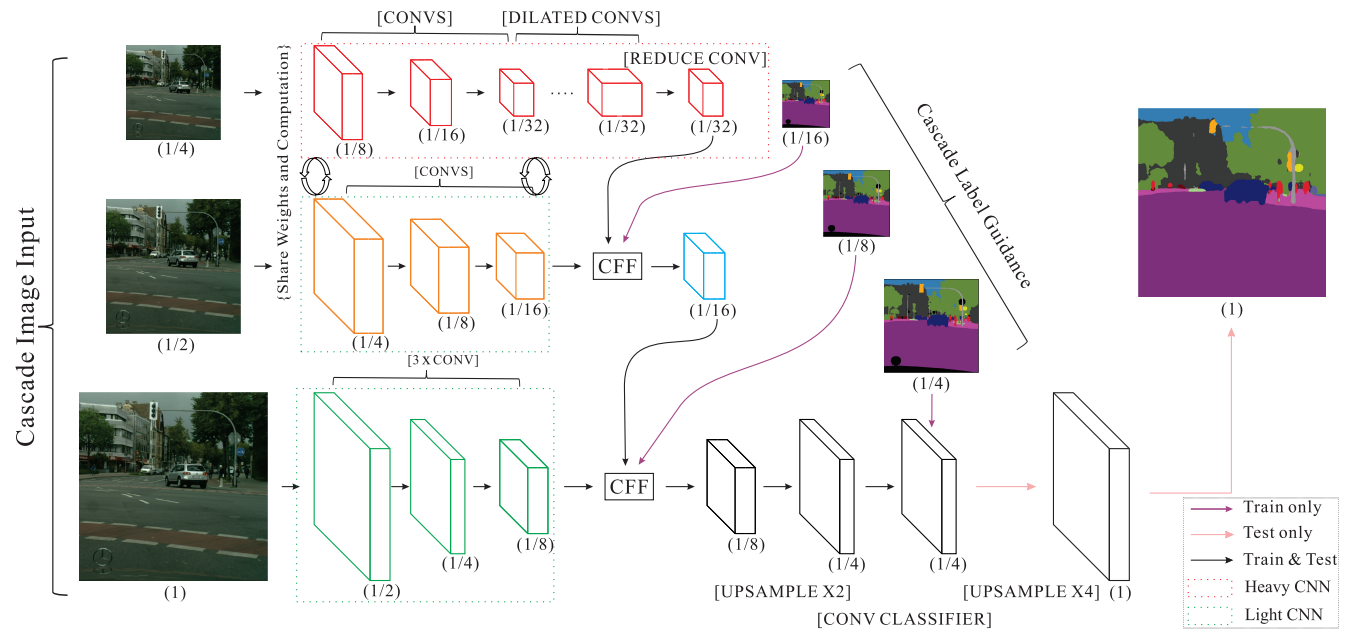 Cascade Image Input
(1/4)
(1/2)
(1)
{Share Weights and Computation}
[CONVS]
[DILATED CONVS]
[REDUCE CONV]
(1/8)
(1/16)
(1/32)
....
(1/32)
(1/32)
(1/16)
[CONVS]
(1/4)
(1/8)
(1/16)
CFF
(1/16)
(1/8)
Cascade Label Guidance
(1/4)
(1)
[3 X CONV]
(1/2)
(1/4)
(1/8)
CFF
(1/8)
(1/4)
(1/4)
(1)
[UPSAMPLE X2]
[CONV CLASSIFIER]
[UPSAMPLE X4]
Train only
Test only
Train & Test
Heavy CNN
Light CNN